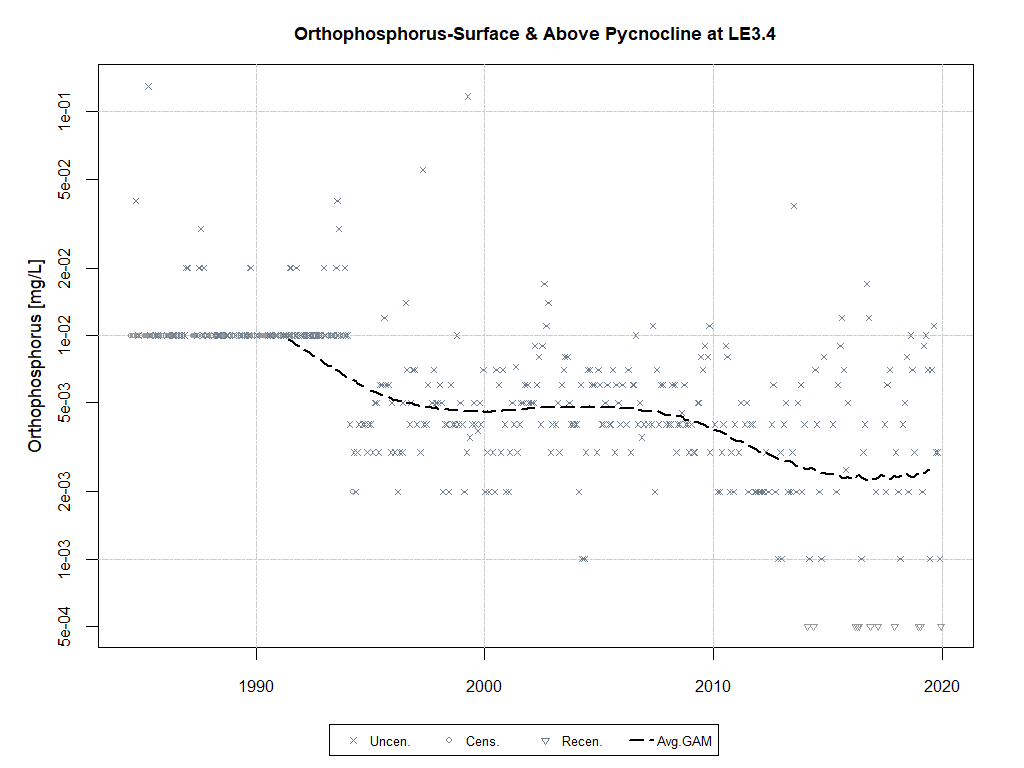 Orthophosphorus-Surface & Above Pycnocline at LE3.4
Orthophosphorus [mg/L]
1e-01
5e-02
2e-02
1e-02
5e-03
2e-03
1e-03
5e-04
1990 2000 2010 2020
Uncen. Cens. Recen. Avg.GAM